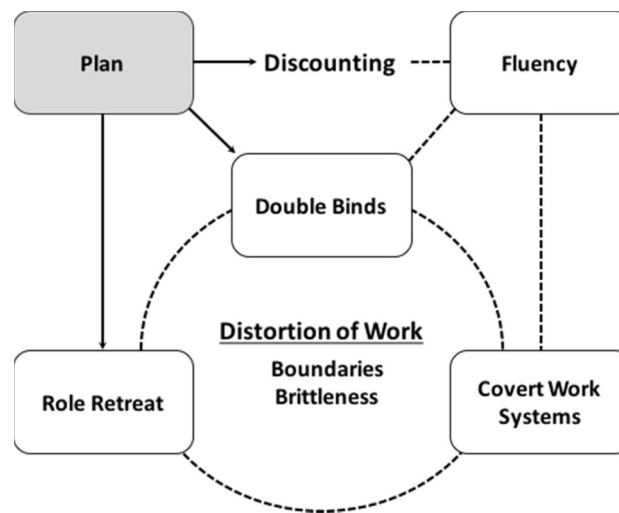 Plan
Discounting
Fluency
Double Binds
Distortion of Work
Boundaries
Brittleness
Role Retreat
Covert Work
Systems